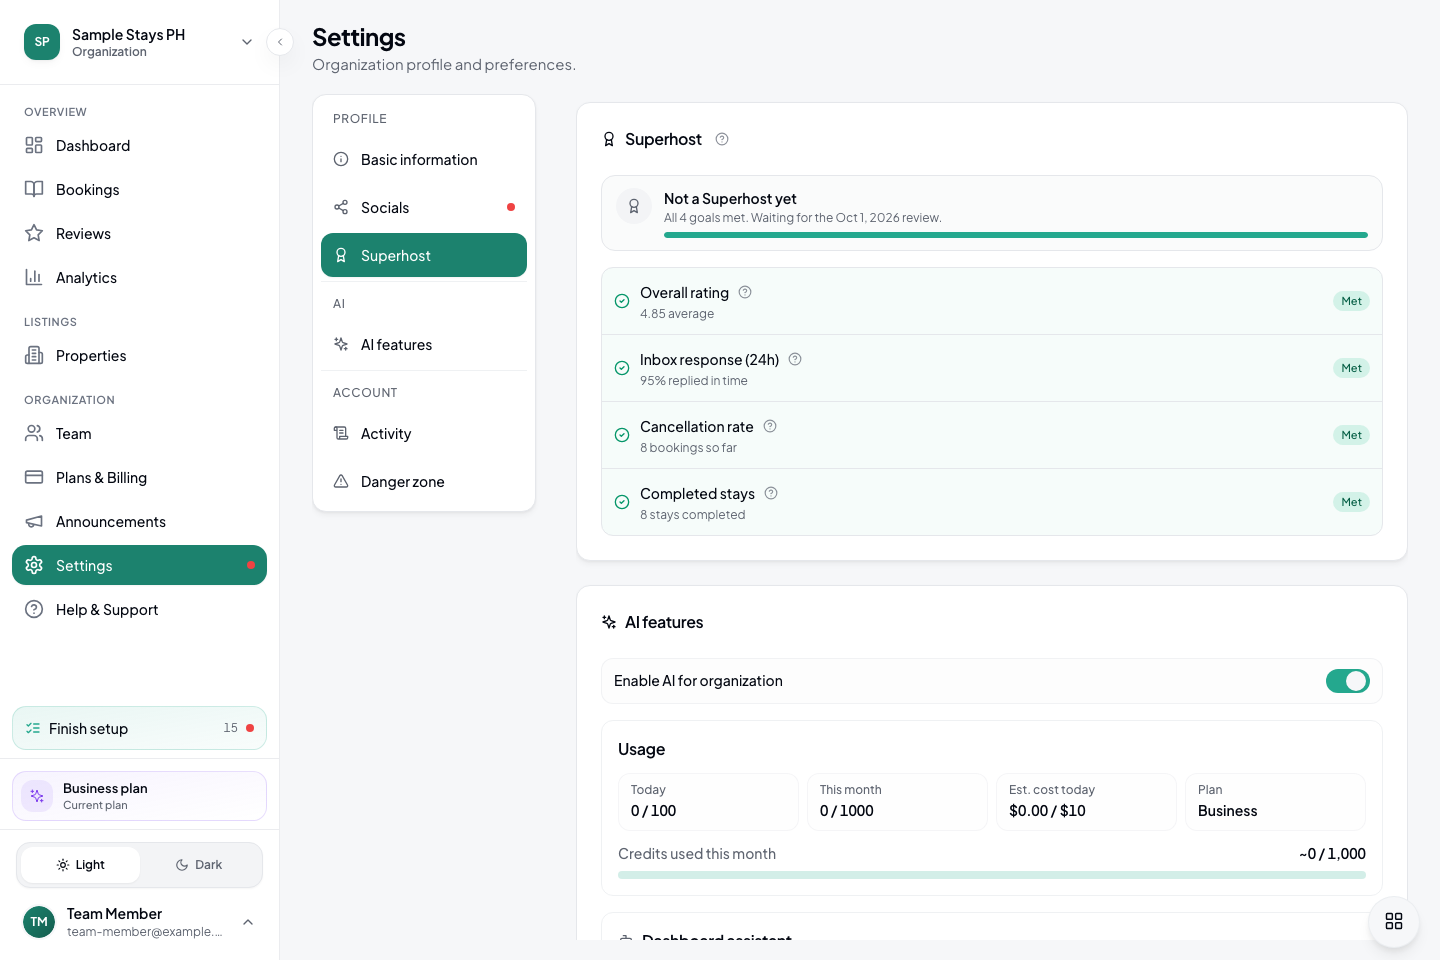 SP
Sample Stays PH
Organization
OVERVIEW
Dashboard
Bookings
Reviews
Analytics
LISTINGS
Properties
ORGANIZATION
Team
Plans & Billing
Announcements
Settings
Help & Support
Finish setup
15
Business plan
Current plan
Light
Dark
TM
Team Member
team-member@example....
Settings
Organization profile and preferences.
PROFILE
Basic information
Socials
Superhost
AI
AI features
ACCOUNT
Activity
Danger zone
Superhost
Not a Superhost yet
All 4 goals met. Waiting for the Oct 1, 2026 review.
Overall rating
4.85 average
Met
Inbox response (24h)
95% replied in time
Met
Cancellation rate
8 bookings so far
Met
Completed stays
8 stays completed
Met
AI features
Enable AI for organization
Usage
Today
0 / 100
This month
0 / 1000
Est. cost today
$0.00 / $10
Plan
Business
Credits used this month
~0 / 1,000
Dashboard assistant